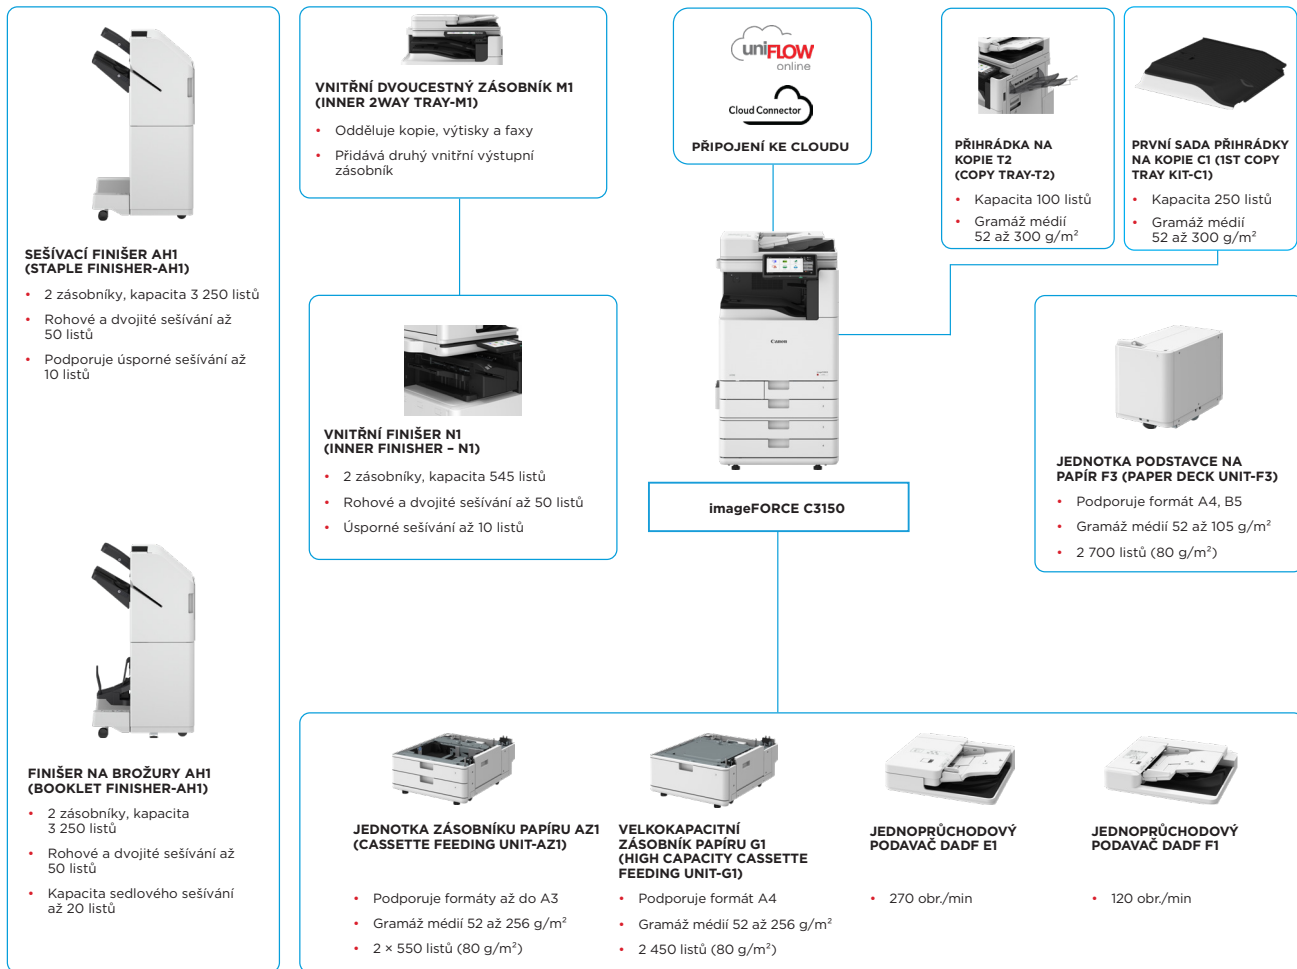 SEŠÍVACÍ FINIŠER AH1
(STAPLE FINISHER-AH1)
• 2 zásobníky, kapacita 3 250 listů
• Rohové a dvojité sešívání až
50 listů
• Podporuje úsporné sešívání až
10 listů
FINIŠER NA BROŽURY AH1
(BOOKLET FINISHER-AH1)
• 2 zásobníky, kapacita
3 250 listů
• Rohové a dvojité sešívání až
50 listů
• Kapacita sedlového sešívání
až 20 listů
VNITŘNÍ DVOUCESTNÝ ZÁSOBNÍK M1
(INNER 2WAY TRAY-M1)
• Odděluje kopie, výtisky a faxy
• Přidává druhý vnitřní výstupní
zásobník
VNITŘNÍ FINIŠER N1
(INNER FINISHER – N1)
• 2 zásobníky, kapacita 545 listů
• Rohové a dvojité sešívání až 50 listů
• Úsporné sešívání až 10 listů
uniFLOW
online
Cloud Connector
PŘIPOJENÍ KE CLOUDU
Canon
imageFORCE C3150
PŘIHRÁDKA NA
KOPIE T2
(COPY TRAY-T2)
• Kapacita 100 listů
• Gramáž médií
52 až 300 g/m²
PRVNÍ SADA PŘIHRÁDKY
NA KOPIE C1 (1ST COPY
TRAY KIT-C1)
• Kapacita 250 listů
• Gramáž médií
52 až 300 g/m²
JEDNOTKA PODSTAVCE NA
PAPÍR F3 (PAPER DECK UNIT-F3)
• Podporuje formát A4, B5
• Gramáž médií 52 až 105 g/m²
• 2 700 listů (80 g/m²)
JEDNOTKA ZÁSOBNÍKU PAPÍRU AZ1
(CASSETTE FEEDING UNIT-AZ1)
• Podporuje formáty až do A3
• Gramáž médií 52 až 256 g/m²
• 2 × 550 listů (80 g/m²)
VELKOKAPACITNÍ
ZÁSOBNÍK PAPÍRU G1
(HIGH CAPACITY CASSETTE
FEEDING UNIT-G1)
• Podporuje formát A4
• Gramáž médií 52 až 256 g/m²
• 2 450 listů (80 g/m²)
JEDNOPRŮCHODOVÝ
PODAVAČ DADF E1
• 270 obr./min
JEDNOPRŮCHODOVÝ
PODAVAČ DADF F1
• 120 obr./min